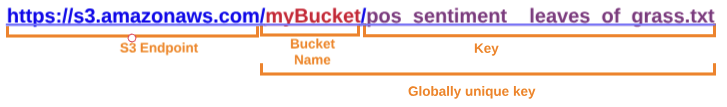 https://s3.amazonaws.com/myBucket/pos_sentiment__leaves_of_grass.txt
S3 Endpoint
Bucket
Name
Key
Globally unique key